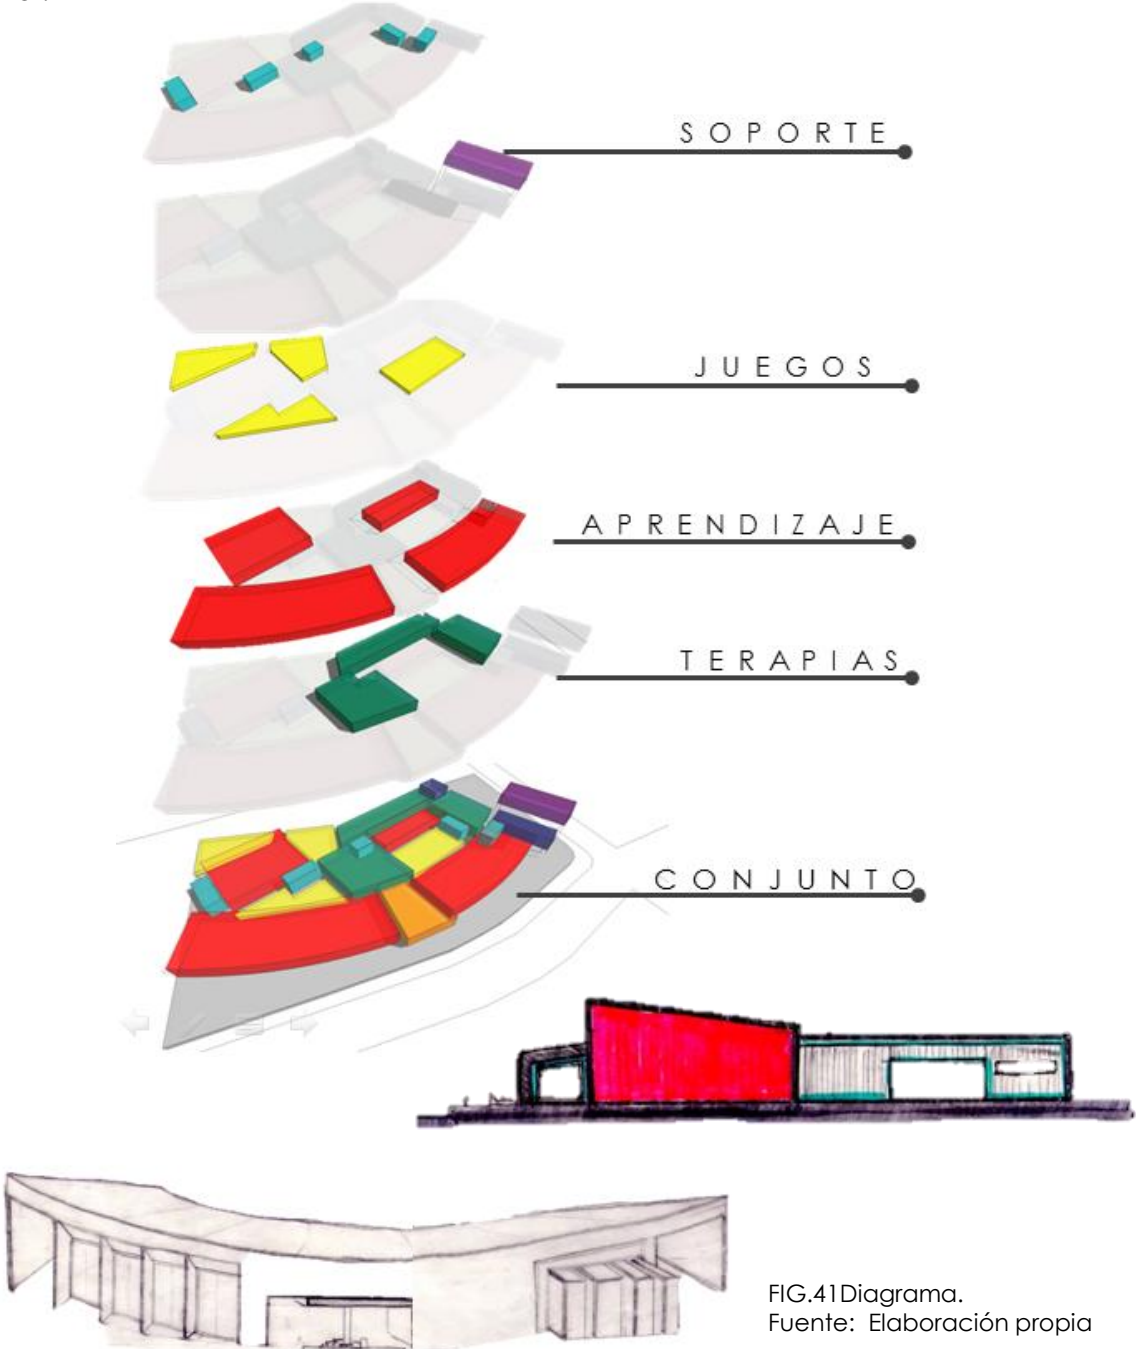 SOPORTE
JUEGOS
APRENDIZAJE
TERAPIAS
CONJUNTO
FIG.41Diagrama.
Fuente: Elaboración propia